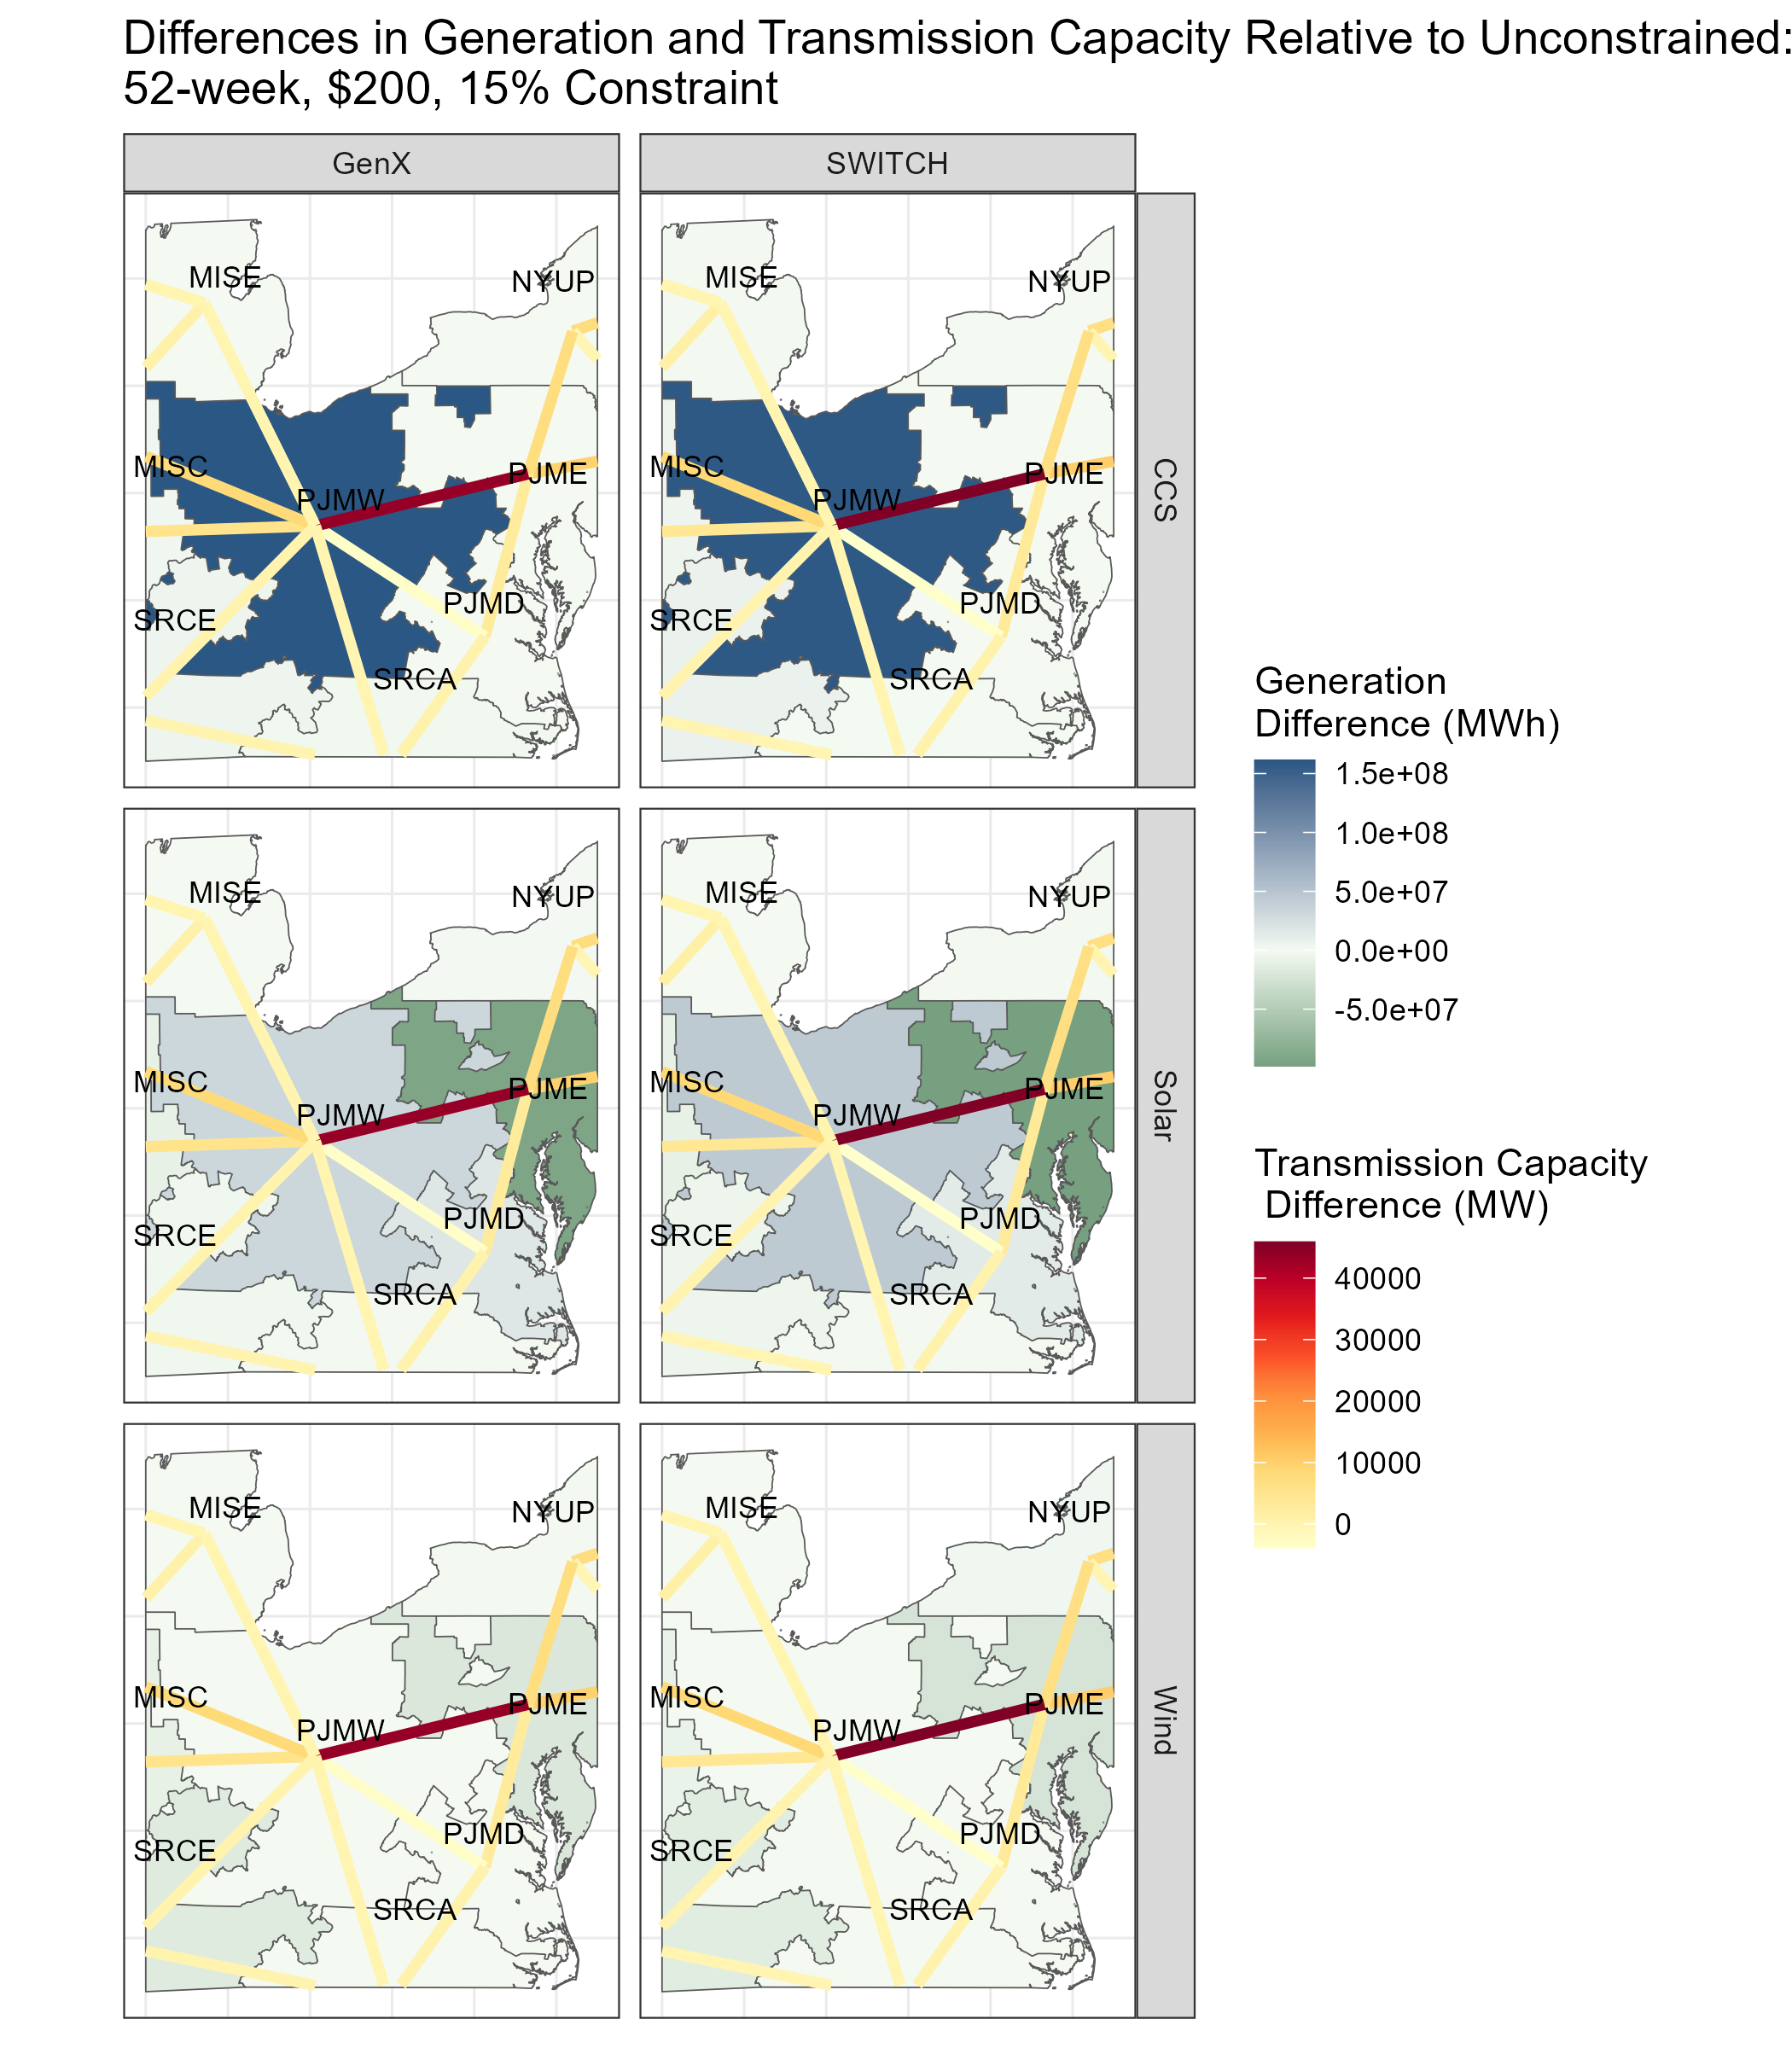 Differences in Generation and Transmission Capacity Relative to Unconstrained:
52-week, $200, 15% Constraint
GenX
SWITCH
MISE
NYUP
MISC
PJMW
PJME
SRCE
PJMD
SRCA
MISE
NYUP
MISC
PJMW
PJME
SRCE
PJMD
SRCA
CCS
MISE
NYUP
MISC
PJMW
PJME
SRCE
PJMD
SRCA
MISE
NYUP
MISC
PJMW
PJME
SRCE
PJMD
SRCA
Solar
MISE
NYUP
MISC
PJMW
PJME
SRCE
PJMD
SRCA
MISE
NYUP
MISC
PJMW
PJME
SRCE
PJMD
SRCA
Wind
Generation
Difference (MWh)
1.5e+08
1.0e+08
5.0e+07
0.0e+00
-5.0e+07
Transmission Capacity
Difference (MW)
40000
30000
20000
10000
0